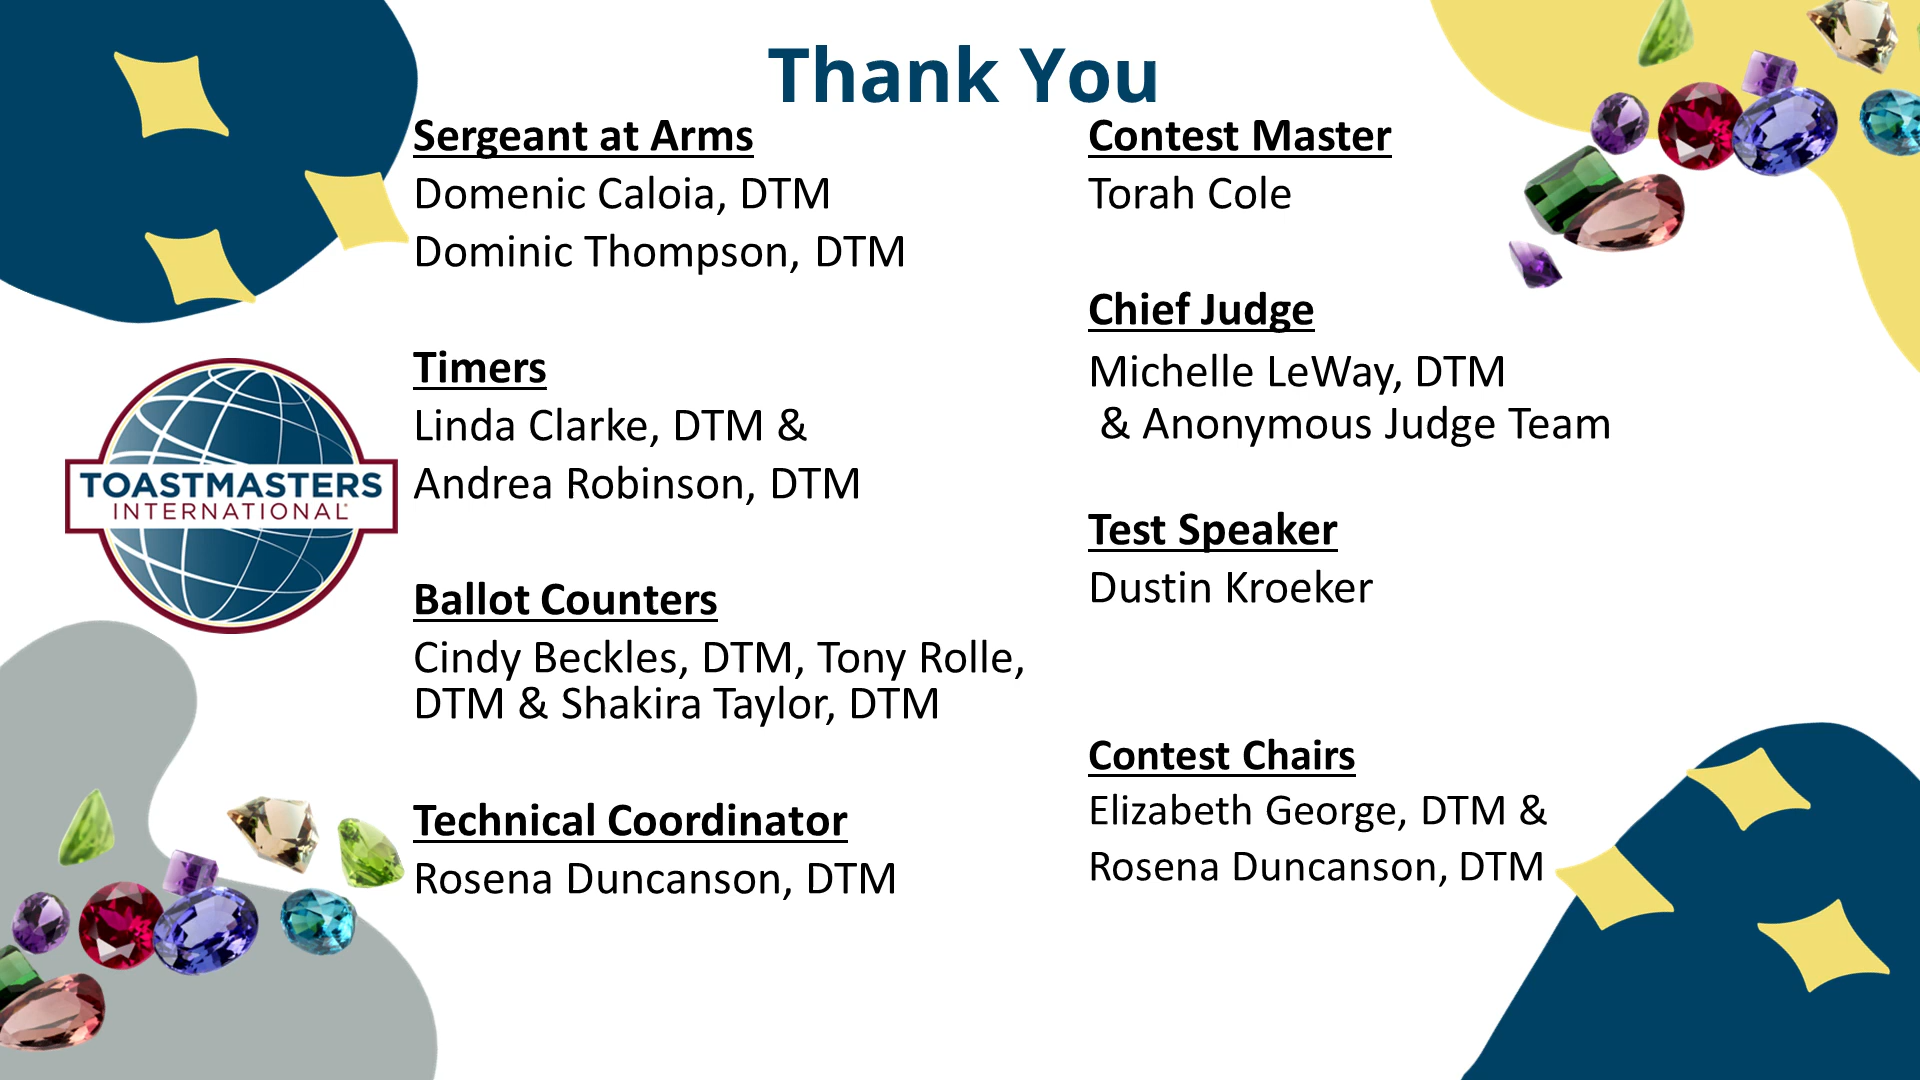 Thank You
Sergeant at Arms
Domenic Caloia, DTM
Dominic Thompson, DTM
Timers
Linda Clarke, DTM &
Andrea Robinson, DTM
Ballot Counters
Cindy Beckles, DTM, Tony Rolle,
DTM & Shakira Taylor, DTM
Technical Coordinator
Rosena Duncanson, DTM
Contest Master
Torah Cole
Chief Judge
Michelle LeWay, DTM
& Anonymous Judge Team
Test Speaker
Dustin Kroeker
Contest Chairs
Elizabeth George, DTM &
Rosena Duncanson, DTM
TOASTMASTERS
INTERNATIONAL